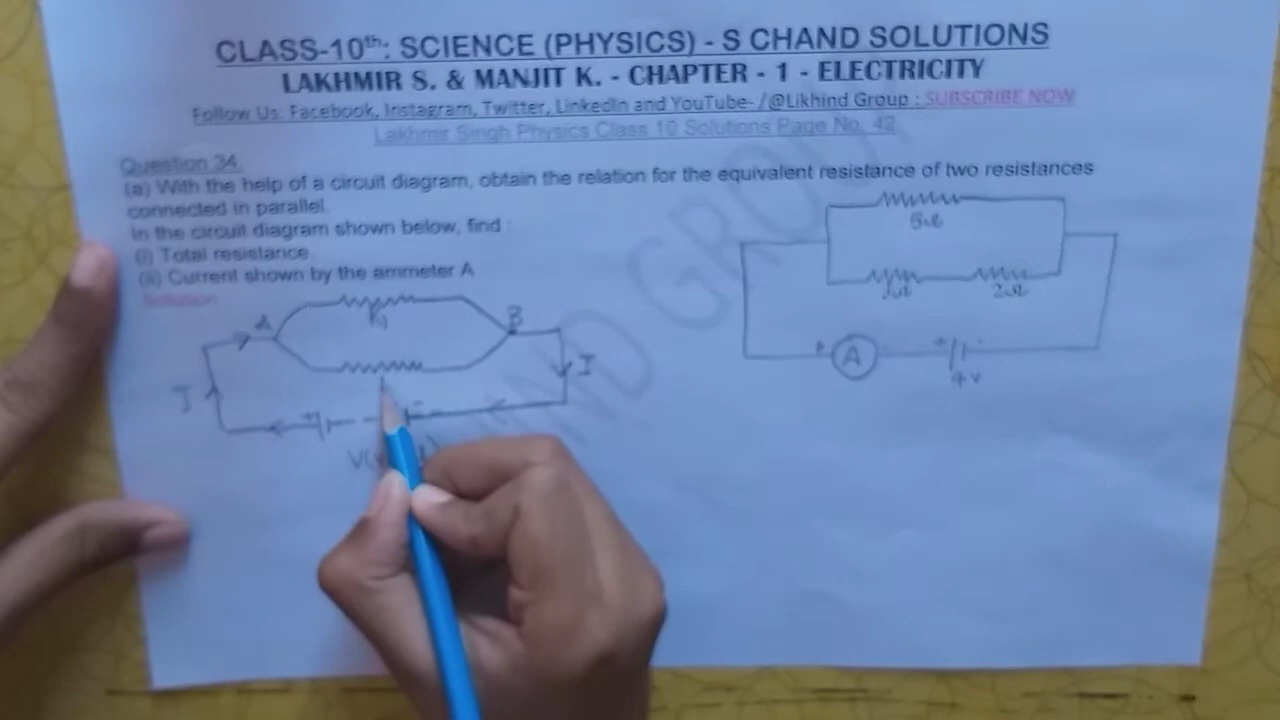 CLASS-10th: SCIENCE (PHYSICS) - S CHAND SOLUTIONS
LAKHMIR S. & MANJIT K. - CHAPTER - 1 - ELECTRICITY
Follow Us: Facebook, Instagram, Twitter, LinkedIn and YouTube- /@Likhind Group : SUBSCRIBE NOW
Lakhmir Singh Physics Class 10 Solutions Page No: 42
Question 34.
(a) With the help of a circuit diagram, obtain the relation for the equivalent resistance of two resistances
connected in parallel.
In the circuit diagram shown below, find :
(i) Total resistance.
(ii) Current shown by the ammeter A
Solution
A R1 B
I I
V
5Ω
3Ω 2Ω
+ A + -
4V
GROUP